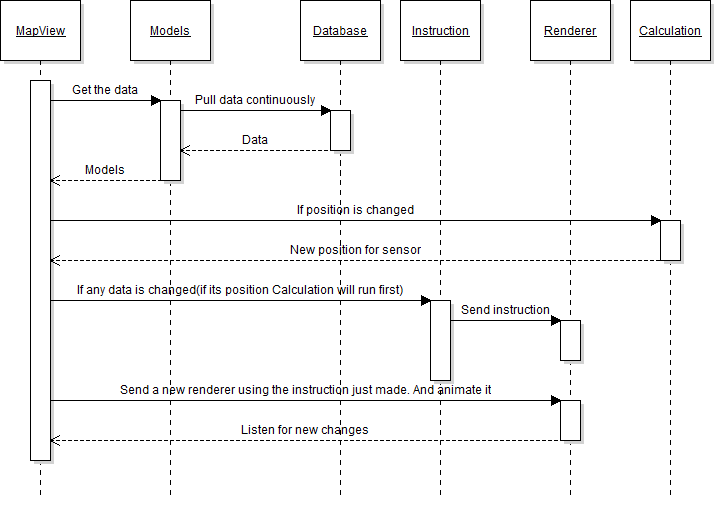 MapView
Models
Database
Instruction
Renderer
Calculation
Get the data
Pull data continuously
Data
Models
If position is changed
New position for sensor
If any data is changed(if its position Calculation will run first)
Send instruction
Send a new renderer using the instruction just made. And animate it
Listen for new changes